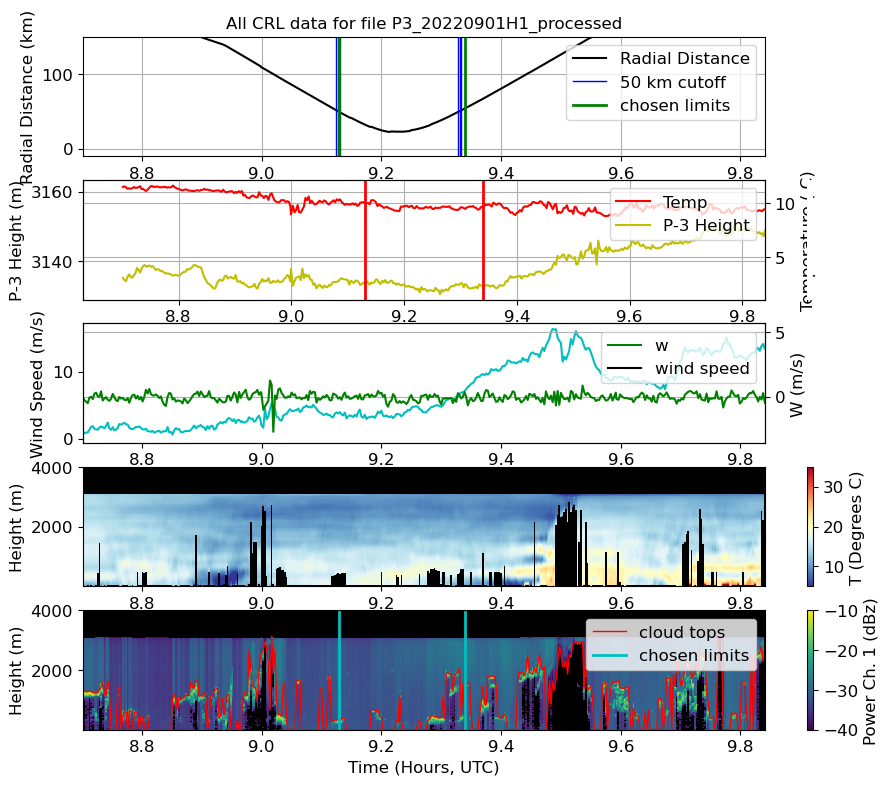 All CRL data for file P3_20220901H1_processed
Radial Distance (km)
100
0
Radial Distance
50 km cutoff
chosen limits
8.8 9.0 9.2 9.4 9.6 9.8
P-3 Height (m)
3160
3140
Temp
P-3 Height
10
5
Temperature ( C)
8.8 9.0 9.2 9.4 9.6 9.8
Wind Speed (m/s)
10
0
w
wind speed
5
0
W (m/s)
8.8 9.0 9.2 9.4 9.6 9.8
Height (m)
4000
2000
30
20
10
T (Degrees C)
8.8 9.0 9.2 9.4 9.6 9.8
Height (m)
4000
2000
cloud tops
chosen limits
−10
−20
−30
−40
Power Ch. 1 (dBz)
8.8 9.0 9.2 9.4 9.6 9.8
Time (Hours, UTC)